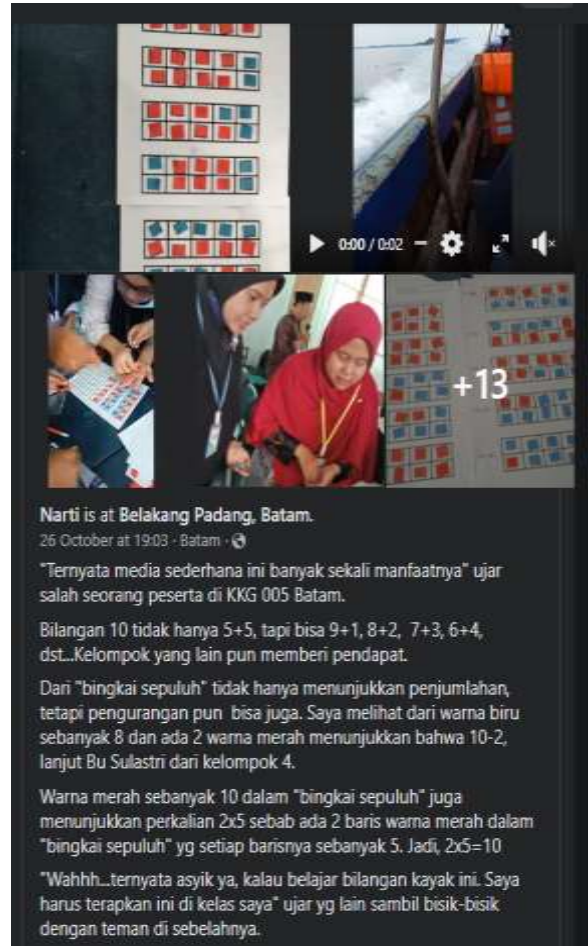 0:00 / 0:02
+13
Narti is at Belakang Padang, Batam.
26 October at 19:03 · Batam ·
"Ternyata media sederhana ini banyak sekali manfaatnya" ujar
salah seorang peserta di KKG 005 Batam.
Bilangan 10 tidak hanya 5+5, tapi bisa 9+1, 8+2, 7+3, 6+4,
dst...Kelompok yang lain pun memberi pendapat.
Dari "bingkai sepuluh" tidak hanya menunjukkan penjumlahan,
tetapi pengurangan pun bisa juga. Saya melihat dari warna biru
sebanyak 8 dan ada 2 warna merah menunjukkan bahwa 10-2,
lanjut Bu Sulastri dari kelompok 4.
Warna merah sebanyak 10 dalam "bingkai sepuluh" juga
menunjukkan perkalian 2x5 sebab ada 2 baris warna merah dalam
"bingkai sepuluh" yg setiap barisnya sebanyak 5. Jadi, 2x5=10
"Wahhh...ternyata asyik ya, kalau belajar bilangan kayak ini. Saya
harus terapkan ini di kelas saya" ujar yg lain sambil bisik-bisik
dengan teman di sebelahnya.